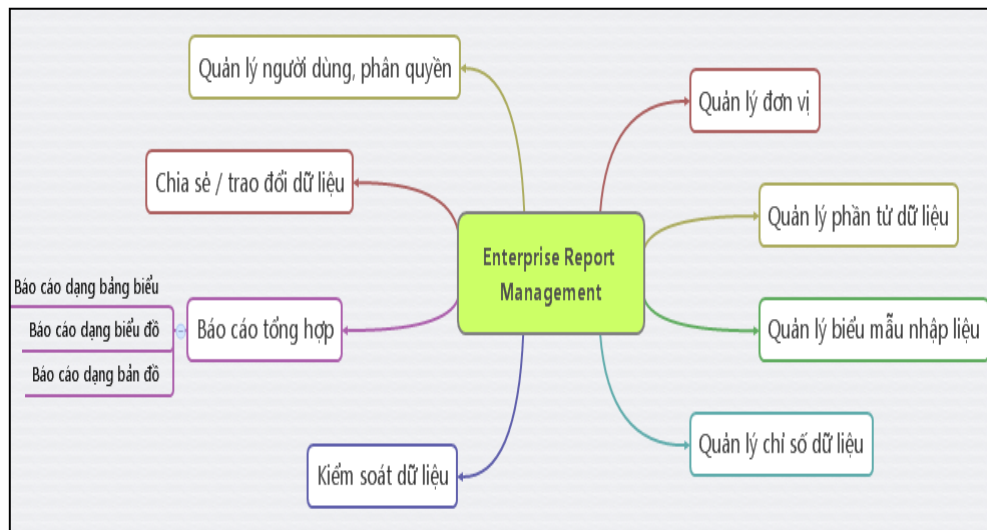 Quản lý người dùng, phân quyền
Quản lý đơn vị
Chia sẻ / trao đổi dữ liệu
Quản lý phần tử dữ liệu
Enterprise Report
Management
Báo cáo dạng bảng biểu
Báo cáo dạng biểu đồ
Báo cáo dạng bản đồ
Báo cáo tổng hợp
Quản lý biểu mẫu nhập liệu
Quản lý chỉ số dữ liệu
Kiểm soát dữ liệu